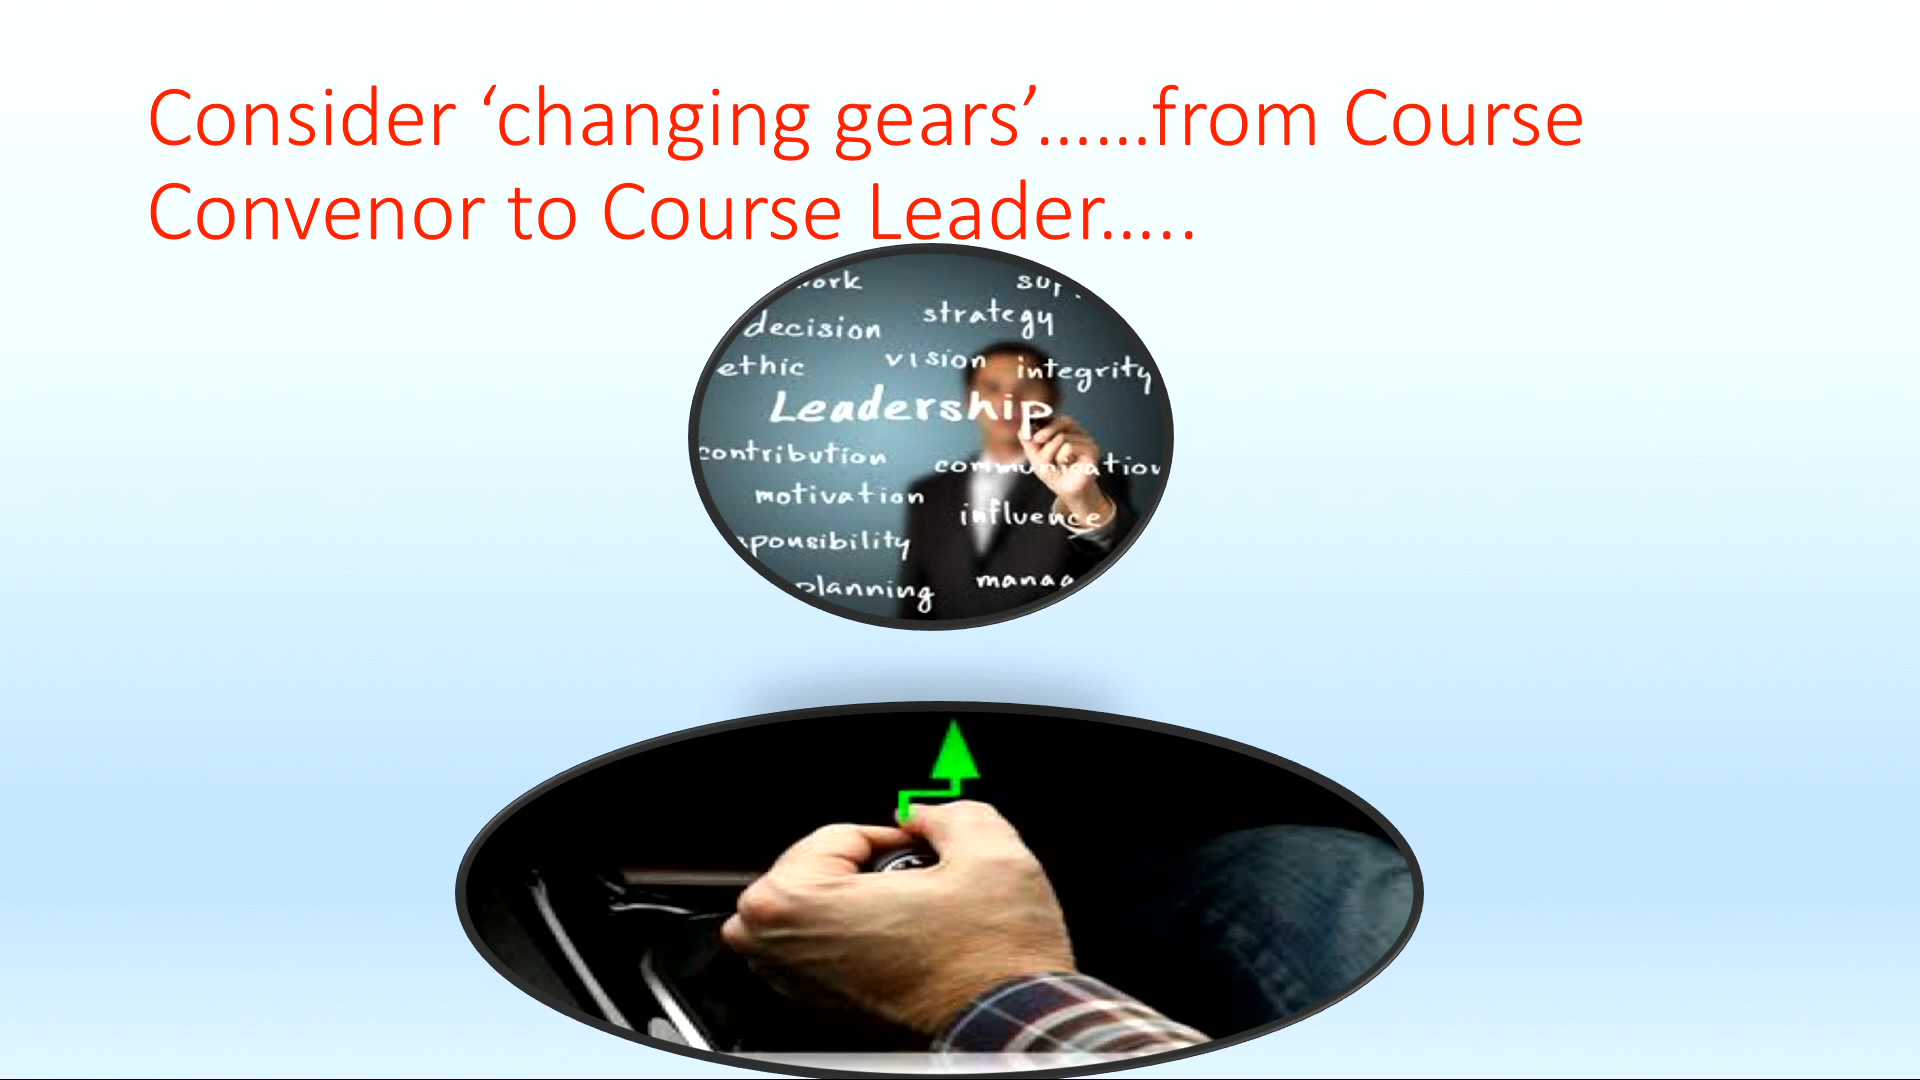 Consider ‘changing gears’……from Course
Convenor to Course Leader…..
strategy
decision
vision
ethic
integrity
Leadership
contribution
communication
motivation
influence
planning